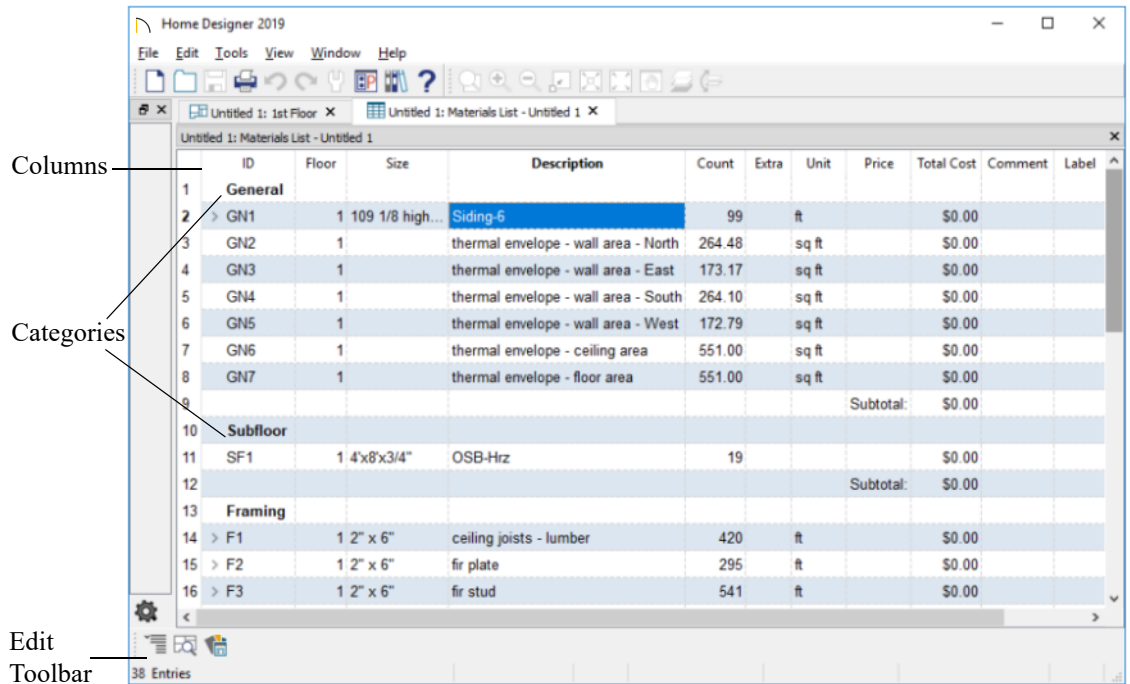 Home Designer 2019
File Edit Tools View Window Help
Untitled 1: 1st Floor Untitled 1: Materials List - Untitled 1
Untitled 1: Materials List - Untitled 1
Columns
ID Floor Size Description Count Extra Unit Price Total Cost Comment Label
1 General
2 > GN1 1 109 1/8 high... Siding-6 99 ft $0.00
3 GN2 1 thermal envelope - wall area - North 264.48 sq ft $0.00
4 GN3 1 thermal envelope - wall area - East 173.17 sq ft $0.00
5 GN4 1 thermal envelope - wall area - South 264.10 sq ft $0.00
Categories
6 GN5 1 thermal envelope - wall area - West 172.79 sq ft $0.00
7 GN6 1 thermal envelope - ceiling area 551.00 sq ft $0.00
8 GN7 1 thermal envelope - floor area 551.00 sq ft $0.00
9 Subtotal: $0.00
10 Subfloor
11 SF1 1 4'x8'x3/4" OSB-Hrz 19 $0.00
12 Subtotal: $0.00
13 Framing
14 > F1 1 2" x 6" ceiling joists - lumber 420 ft $0.00
15 > F2 1 2" x 6" fir plate 295 ft $0.00
16 > F3 1 2" x 6" fir stud 541 ft $0.00
Edit
Toolbar
38 Entries